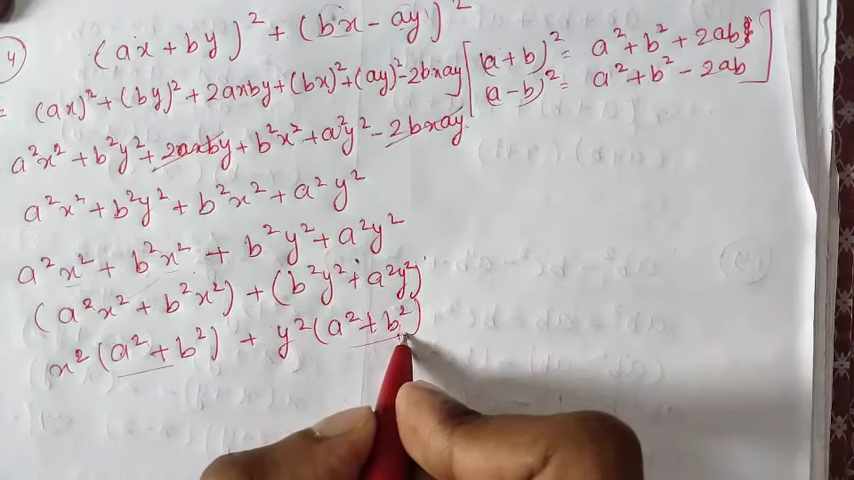 4 (ax + by)² + (bx - ay)²
= (ax)² + (by)² + 2axby + (bx)² + (ay)² - 2bxay [(a + b)² = a² + b² + 2ab
(a - b)² = a² + b² - 2ab]
a²x² + b²y² + 2axby + b²x² + a²y² - 2bxay
a²x² + b²y² + b²x² + a²y²
a²x² + b²x² + b²y² + a²y²
(a²x² + b²x²) + (b²y² + a²y²)
x²(a² + b²) + y²(a² + b²)